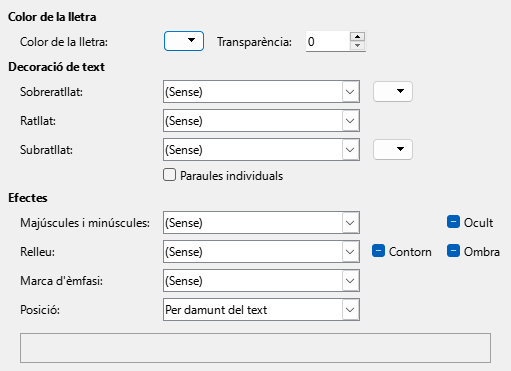 Color de la lletra
Color de la lletra: Transparència: 0
Decoració de text
Sobreratllat: (Sense)
Ratllat: (Sense)
Subratllat: (Sense)
Paraules individuals
Efectes
Majúscules i minúscules: (Sense) Ocult
Relleu: (Sense) Contorn Ombra
Marca d'èmfasi: (Sense)
Posició: Per damunt del text